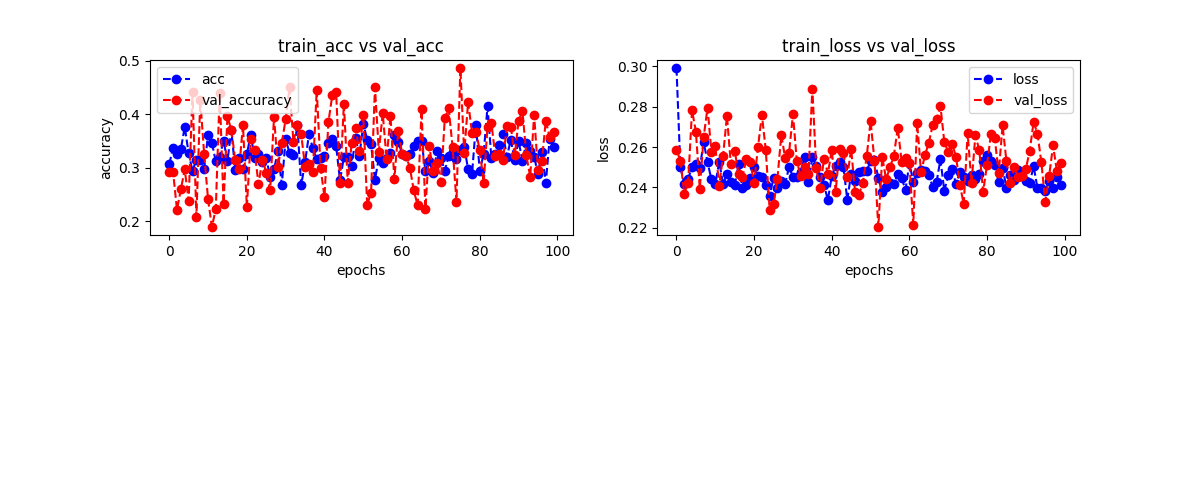 train_acc vs val_acc
0.5
0.4
0.3
0.2
accuracy
acc
val_accuracy
0
20
40
60
80
100
epochs
train_loss vs val_loss
0.30
0.28
0.26
0.24
0.22
loss
loss
val_loss
0
20
40
60
80
100
epochs